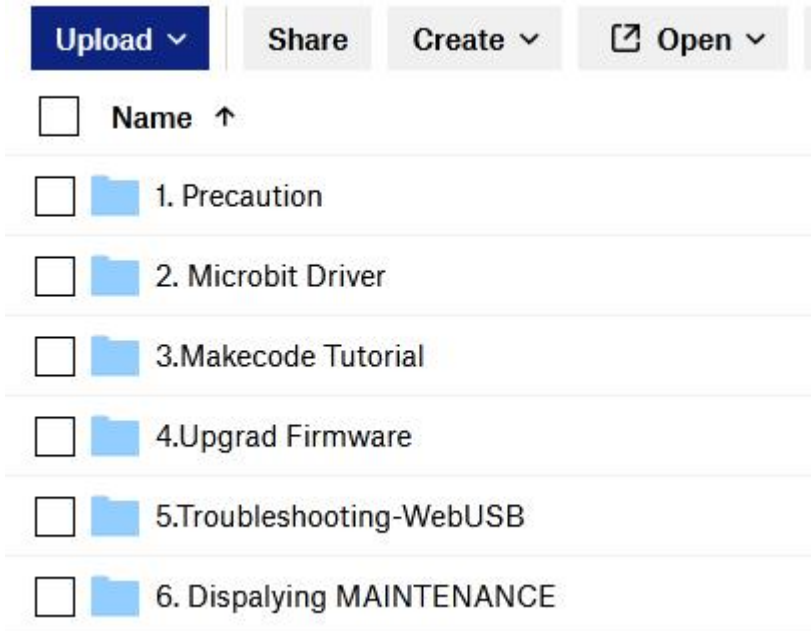 Upload Share Create Open
Name ↑
1. Precaution
2. Microbit Driver
3.Makecode Tutorial
4.Upgrad Firmware
5.Troubleshooting-WebUSB
6. Dispalying MAINTENANCE